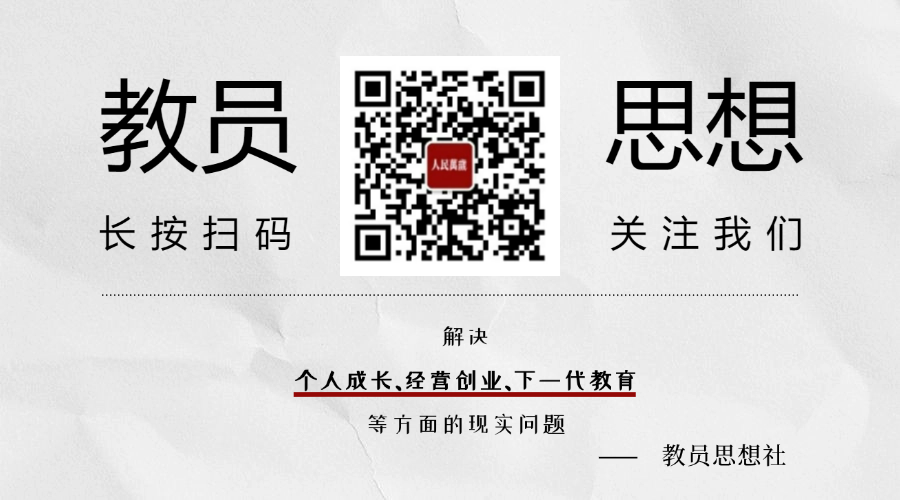 教员 思想
长按扫码 关注我们
人民万岁
解决
个人成长、经营创业、下一代教育
等方面的现实问题
—— 教员思想社